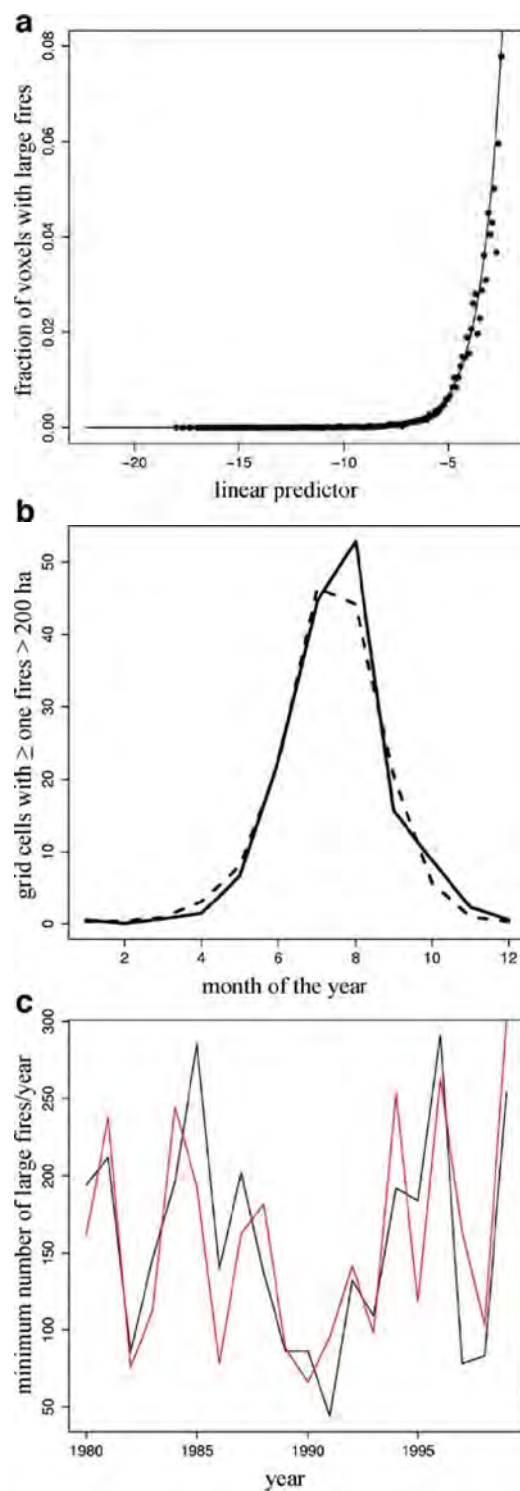 a
0.08
0.06
0.04
0.02
0.00
fraction of voxels with large fires
−20 −15 −10 −5
linear predictor
b
50
40
30
20
10
0
grid cells with ≥ one fires > 200 ha
2 4 6 8 10 12
month of the year
c
300
250
200
150
100
50
minimum number of large fires/year
1980 1985 1990 1995
year